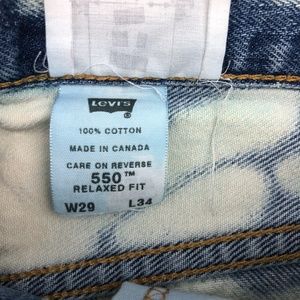 Levi's
®
100% COTTON
MADE IN CANADA
CARE ON REVERSE
550™
RELAXED FIT
W29 L34